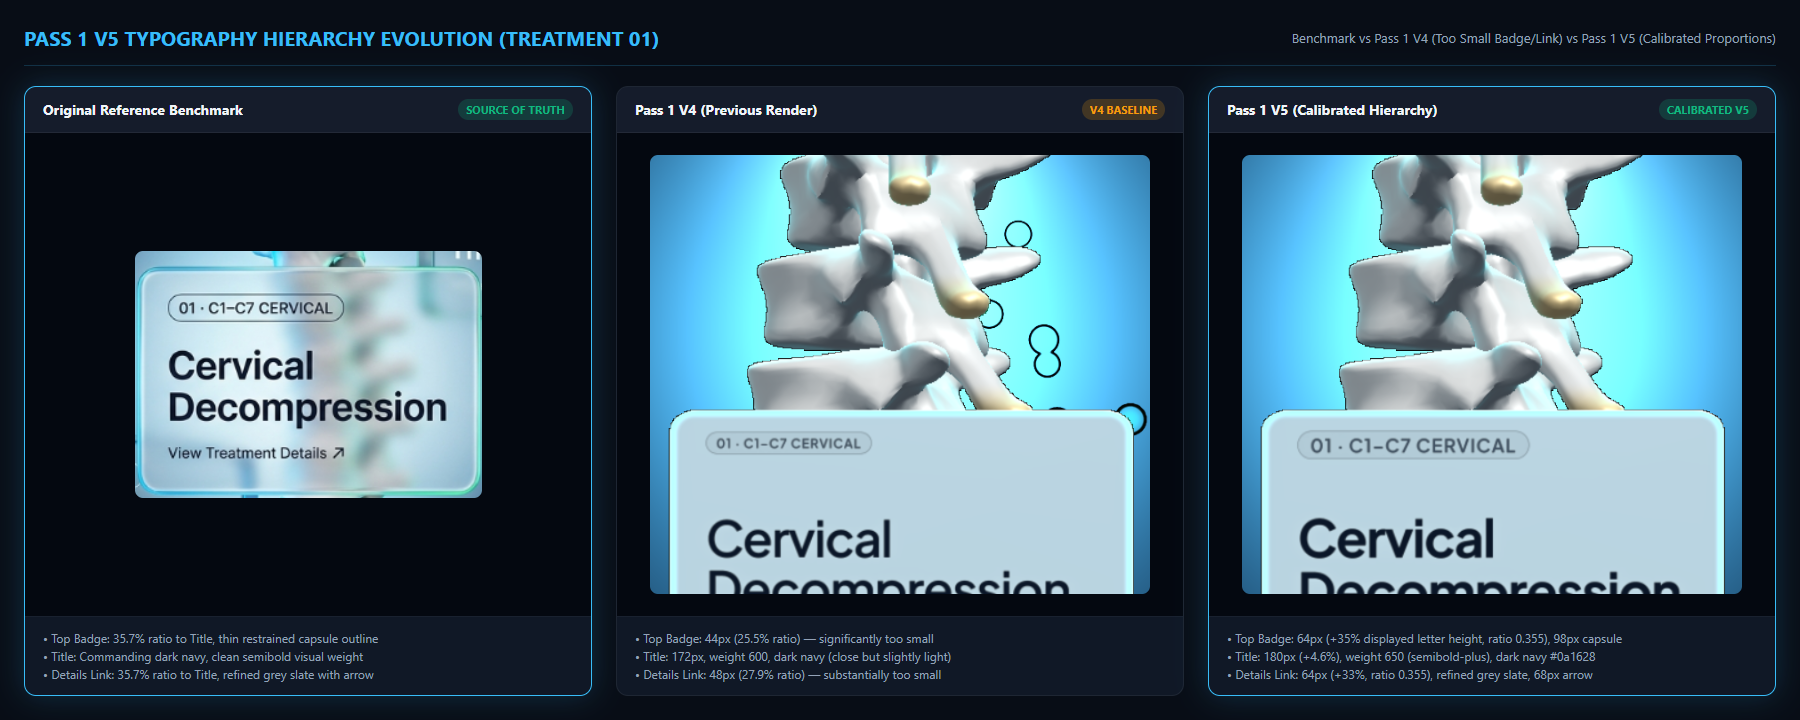 PASS 1 V5 TYPOGRAPHY HIERARCHY EVOLUTION (TREATMENT 01)
Benchmark vs Pass 1 V4 (Too Small Badge/Link) vs Pass 1 V5 (Calibrated Proportions)
Original Reference Benchmark
SOURCE OF TRUTH
01 · C1–C7 CERVICAL
Cervical
Decompression
View Treatment Details ↗
• Top Badge: 35.7% ratio to Title, thin restrained capsule outline
• Title: Commanding dark navy, clean semibold visual weight
• Details Link: 35.7% ratio to Title, refined grey slate with arrow
Pass 1 V4 (Previous Render)
V4 BASELINE
01 · C1–C7 CERVICAL
Cervical
Decompression
• Top Badge: 44px (25.5% ratio) — significantly too small
• Title: 172px, weight 600, dark navy (close but slightly light)
• Details Link: 48px (27.9% ratio) — substantially too small
Pass 1 V5 (Calibrated Hierarchy)
CALIBRATED V5
01 · C1–C7 CERVICAL
Cervical
Decompression
• Top Badge: 64px (+35% displayed letter height, ratio 0.355), 98px capsule
• Title: 180px (+4.6%), weight 650 (semibold-plus), dark navy #0a1628
• Details Link: 64px (+33%, ratio 0.355), refined grey slate, 68px arrow